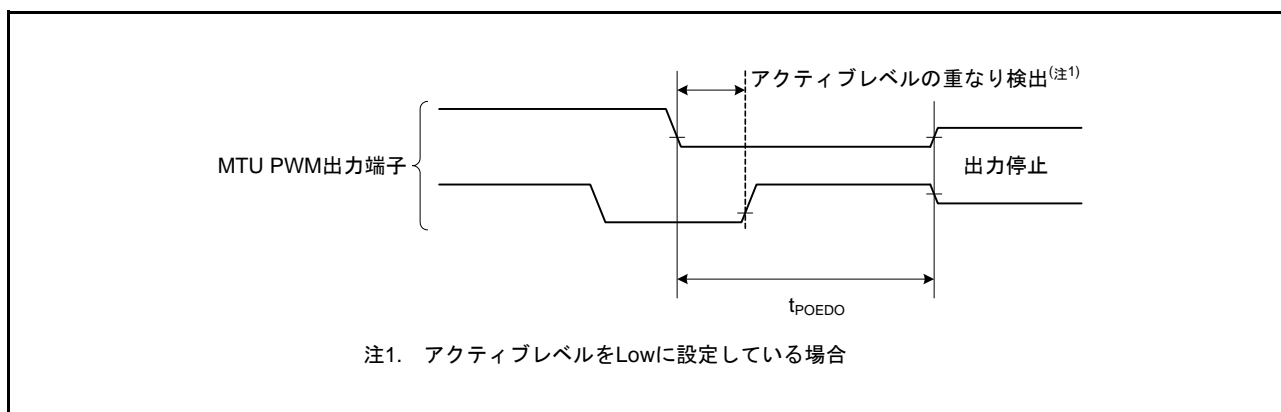 アクティブレベルの重なり検出(注1)
MTU PWM出力端子
出力停止
tPOEDO
注1. アクティブレベルをLowに設定している場合